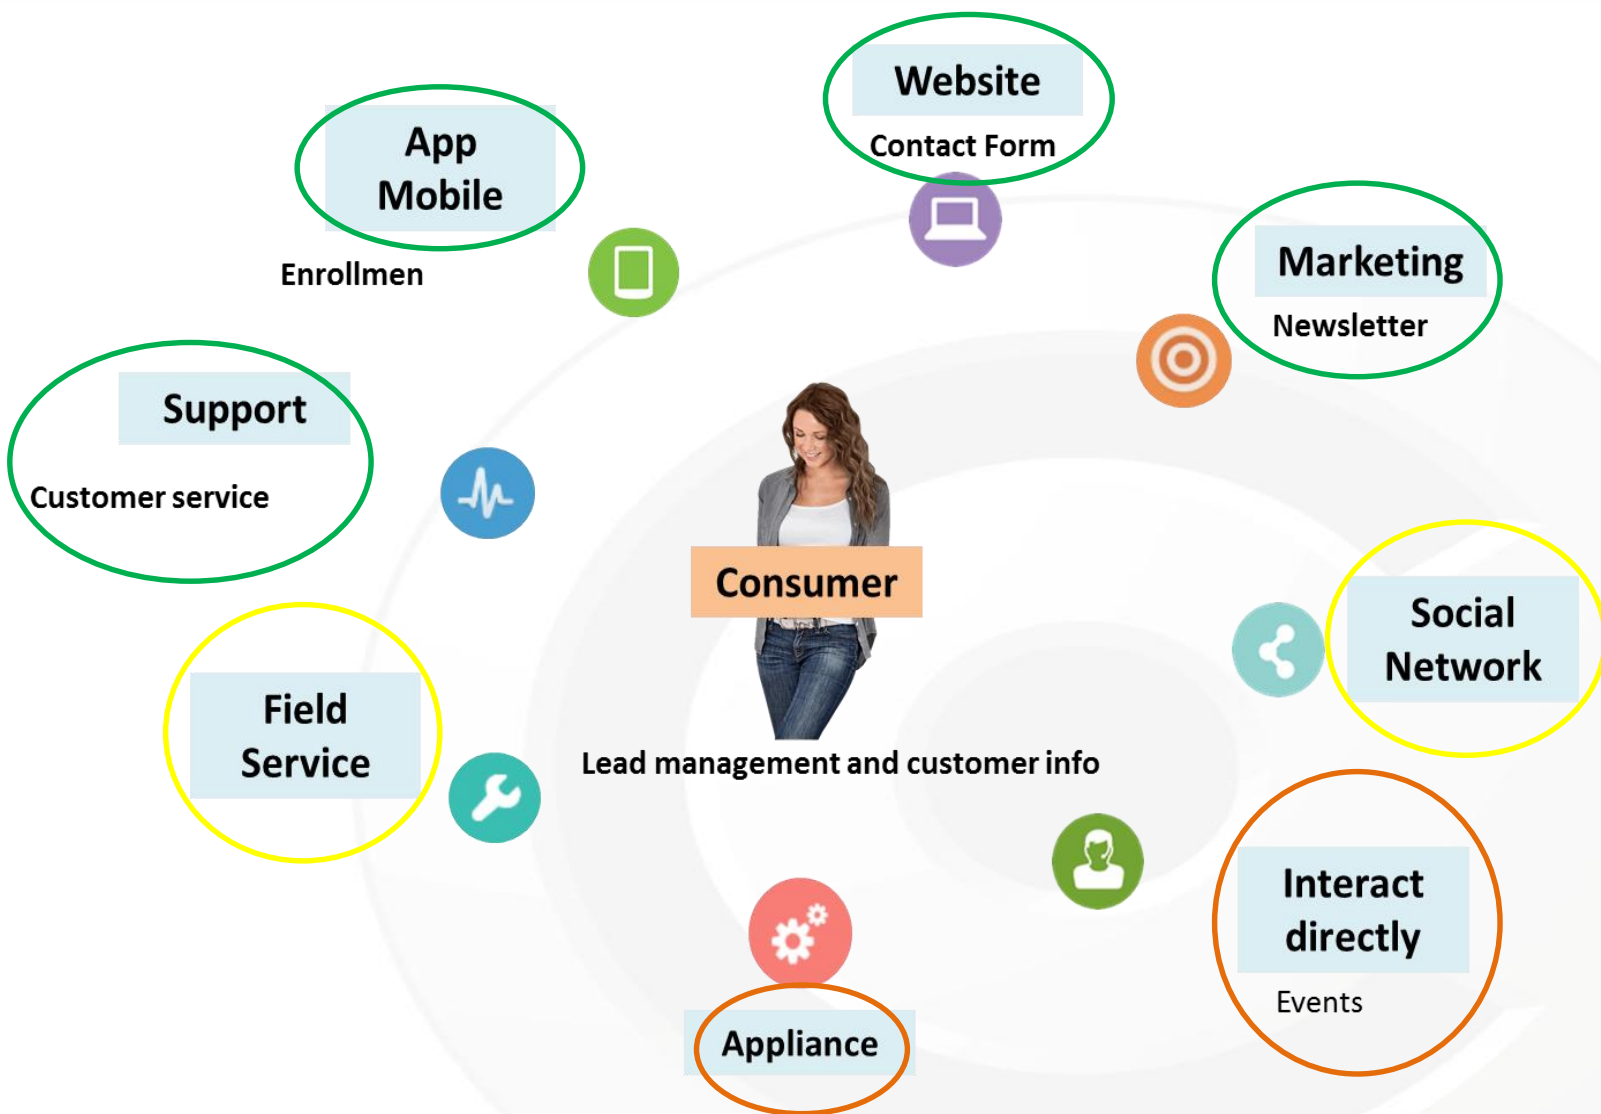 Website
Contact Form
App
Mobile
Enrollmen
Marketing
Newsletter
Support
Customer service
Consumer
Social
Network
Field
Service
Lead management and customer info
Interact
directly
Events
Appliance